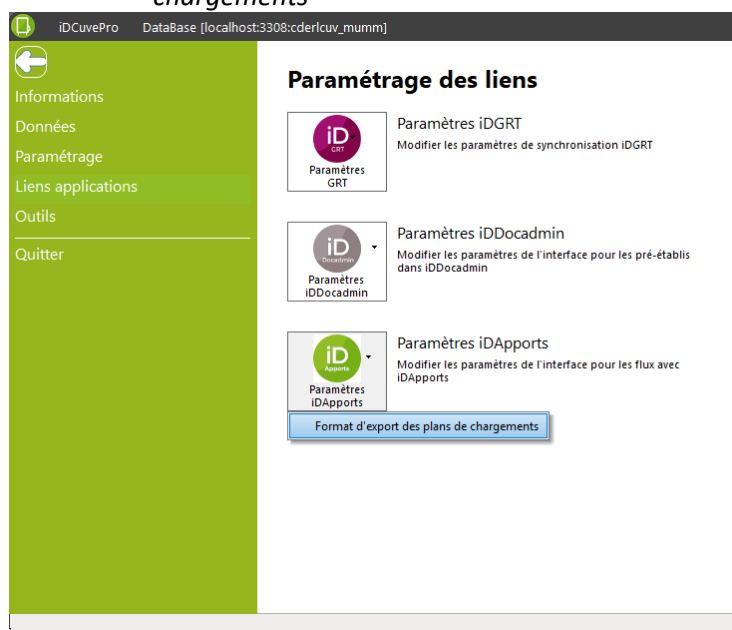 chargements
iDCuvePro DataBase [localhost:3308:cderlcuv_mumm]
Informations
Données
Paramétrage
Liens applications
Outils
Quitter
Paramétrage des liens
iD
GRT
Paramètres
GRT
Paramètres iDGRT
Modifier les paramètres de synchronisation iDGRT
iD
Docadmin
Paramètres
iDDocadmin
Paramètres iDDocadmin
Modifier les paramètres de l'interface pour les pré-établis
dans iDDocadmin
iD
Apports
Paramètres
iDApports
Paramètres iDApports
Modifier les paramètres de l'interface pour les flux avec
iDApports
Format d'export des plans de chargements